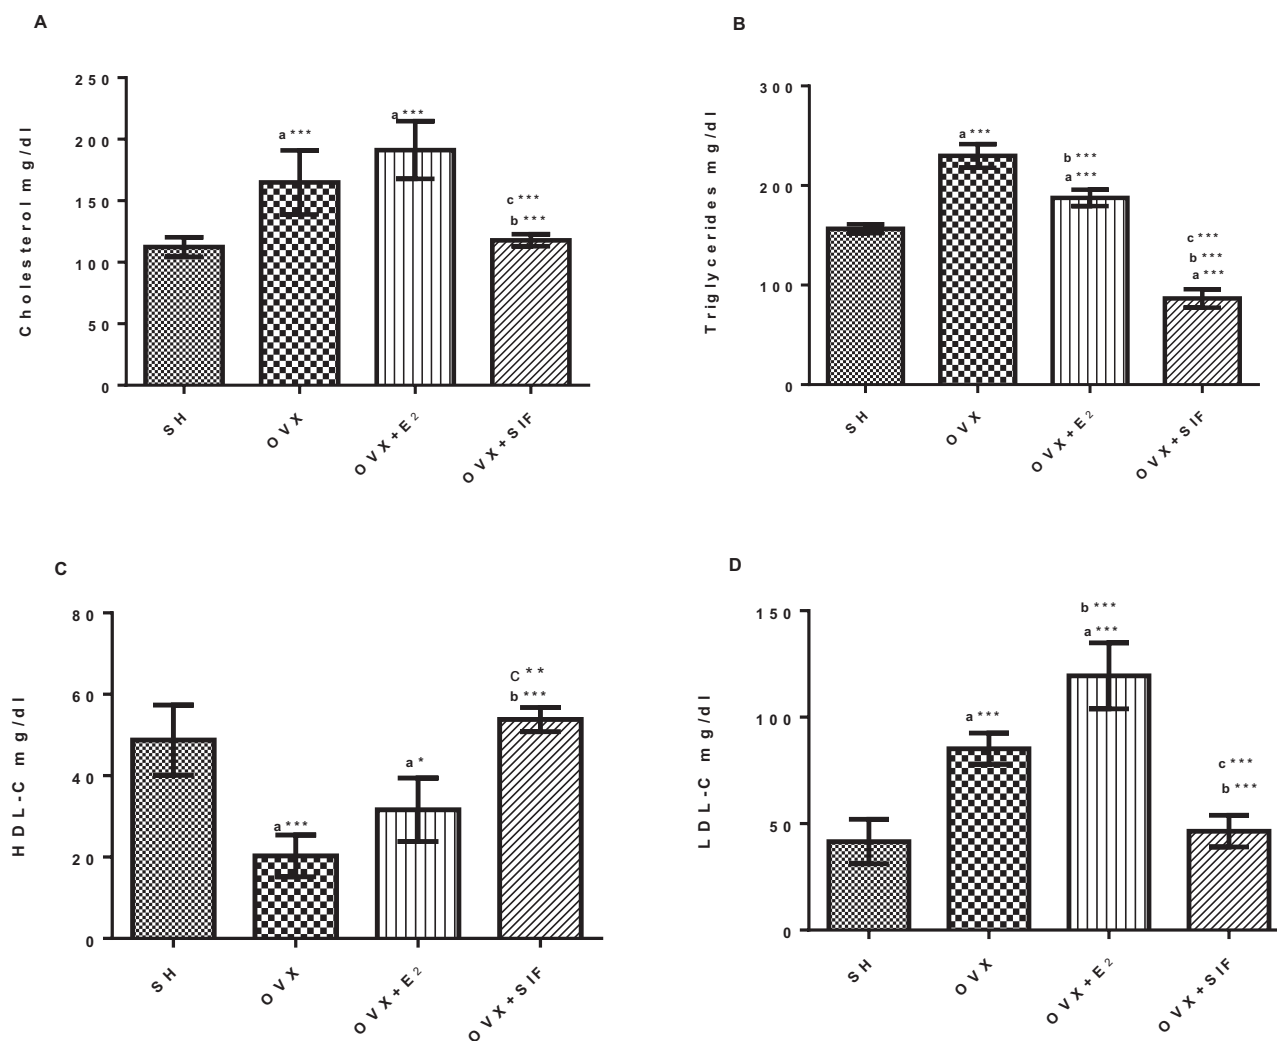 A
Cholesterol mg/dl
250
200
150
100
50
0
a ***
a ***
c ***
b ***
SH
OVX
OVX+E2
OVX+SIF
B
Triglycerides mg/dl
300
200
100
0
a ***
b ***
a ***
c ***
b ***
a ***
SH
OVX
OVX+E2
OVX+SIF
C
HDL-C mg/dl
80
60
40
20
0
a ***
a *
C **
b ***
SH
OVX
OVX+E2
OVX+SIF
D
LDL-C mg/dl
150
100
50
0
a ***
b ***
a ***
c ***
b ***
SH
OVX
OVX+E2
OVX+SIF